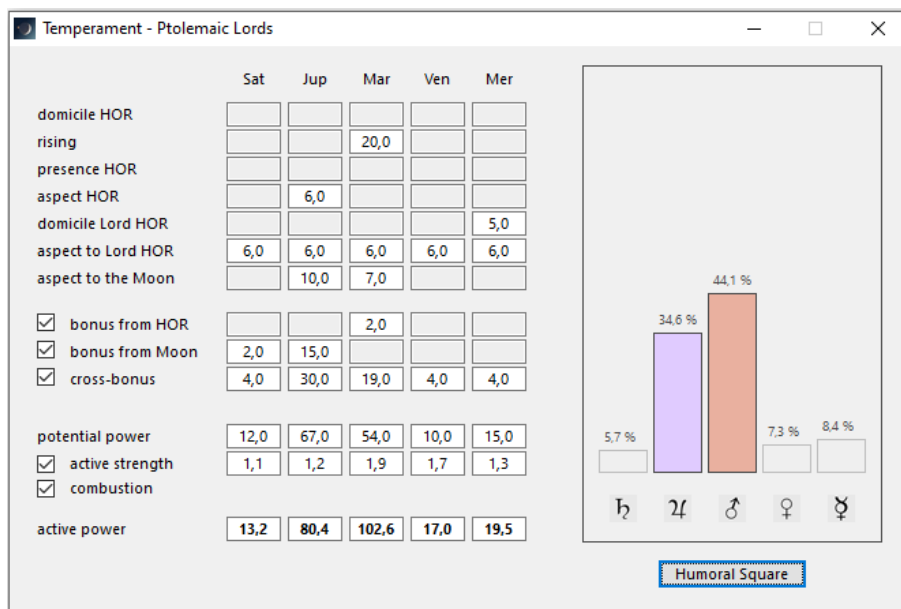 Temperament - Ptolemaic Lords
Sat Jup Mar Ven Mer
domicile HOR
rising 20,0
presence HOR
aspect HOR 6,0
domicile Lord HOR 5,0
aspect to Lord HOR 6,0 6,0 6,0 6,0 6,0
aspect to the Moon 10,0 7,0
bonus from HOR 2,0
bonus from Moon 2,0 15,0
cross-bonus 4,0 30,0 19,0 4,0 4,0
potential power 12,0 67,0 54,0 10,0 15,0
active strength 1,1 1,2 1,9 1,7 1,3
combustion
active power 13,2 80,4 102,6 17,0 19,5
5,7 % 34,6 % 44,1 % 7,3 % 8,4 %
♄ ♃ ♂ ♀ ☿
Humoral Square